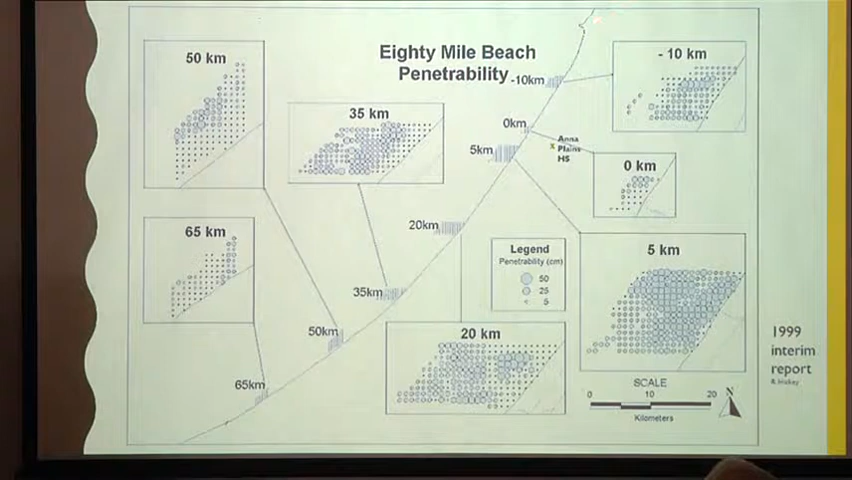 Eighty Mile Beach
Penetrability
50 km
35 km
- 10 km
-10km
0km
Anna
Plains
HS
5km
0 km
65 km
20km
Legend
Penetrability (cm)
50
25
5
5 km
35km
50km
20 km
65km
1999
interim
report
SCALE
0 10 20
Kilometers
N